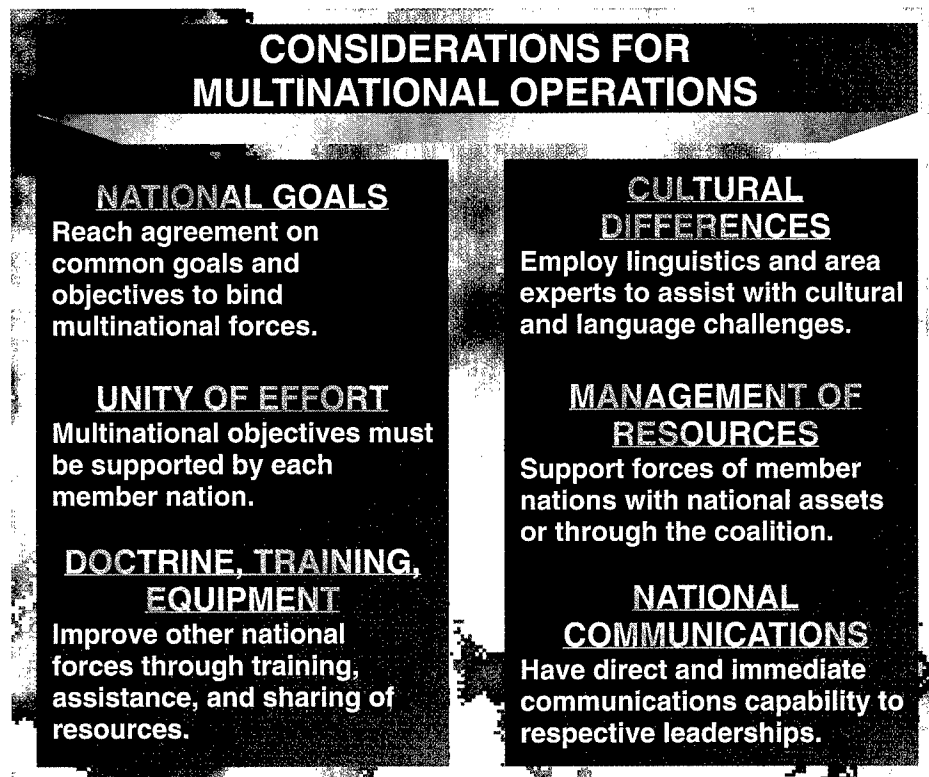 CONSIDERATIONS FOR
MULTINATIONAL OPERATIONS
NATIONAL GOALS
Reach agreement on
common goals and
objectives to bind
multinational forces.
UNITY OF EFFORT
Multinational objectives must
be supported by each
member nation.
DOCTRINE, TRAINING,
EQUIPMENT
Improve other national
forces through training,
assistance, and sharing of
resources.
CULTURAL
DIFFERENCES
Employ linguistics and area
experts to assist with cultural
and language challenges.
MANAGEMENT OF
RESOURCES
Support forces of member
nations with national assets
or through the coalition.
NATIONAL
COMMUNICATIONS
Have direct and immediate
communications capability to
respective leaderships.